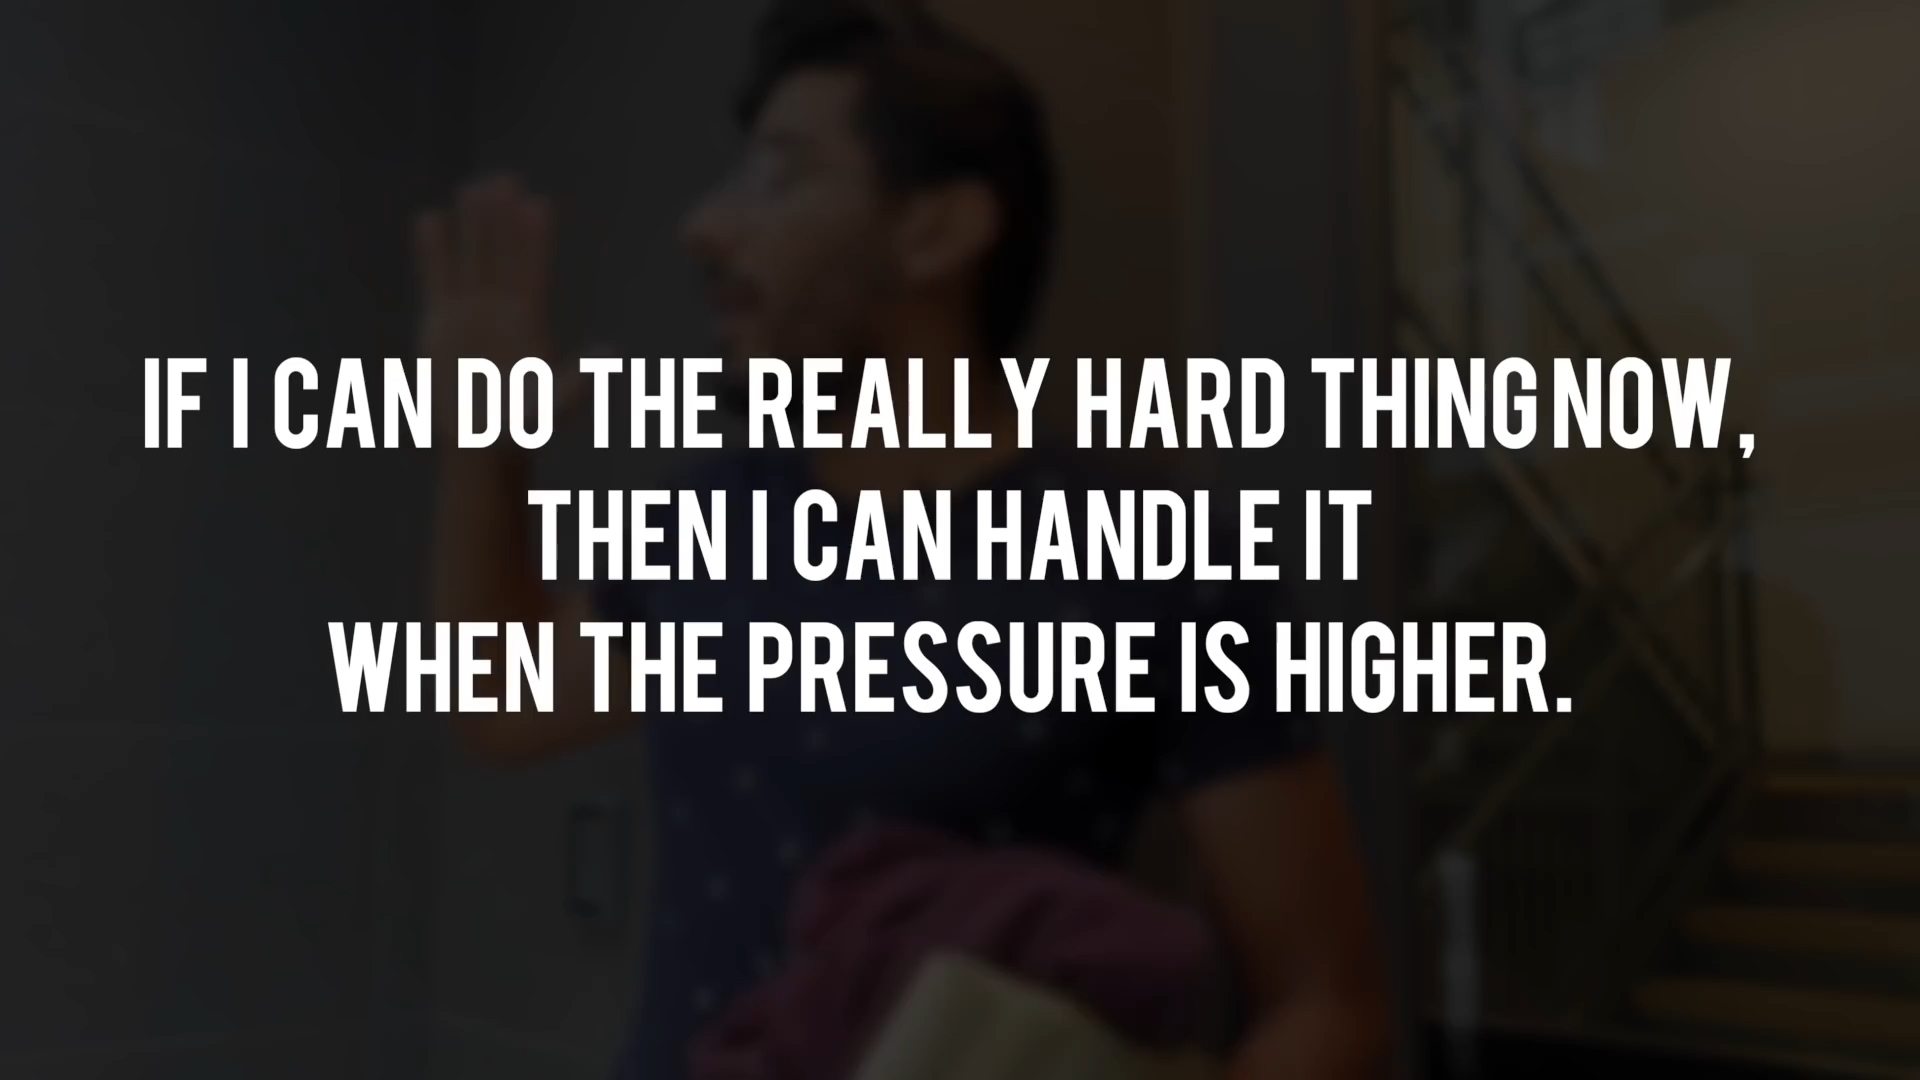 IF I CAN DO THE REALLY HARD THING NOW,
THEN I CAN HANDLE IT
WHEN THE PRESSURE IS HIGHER.